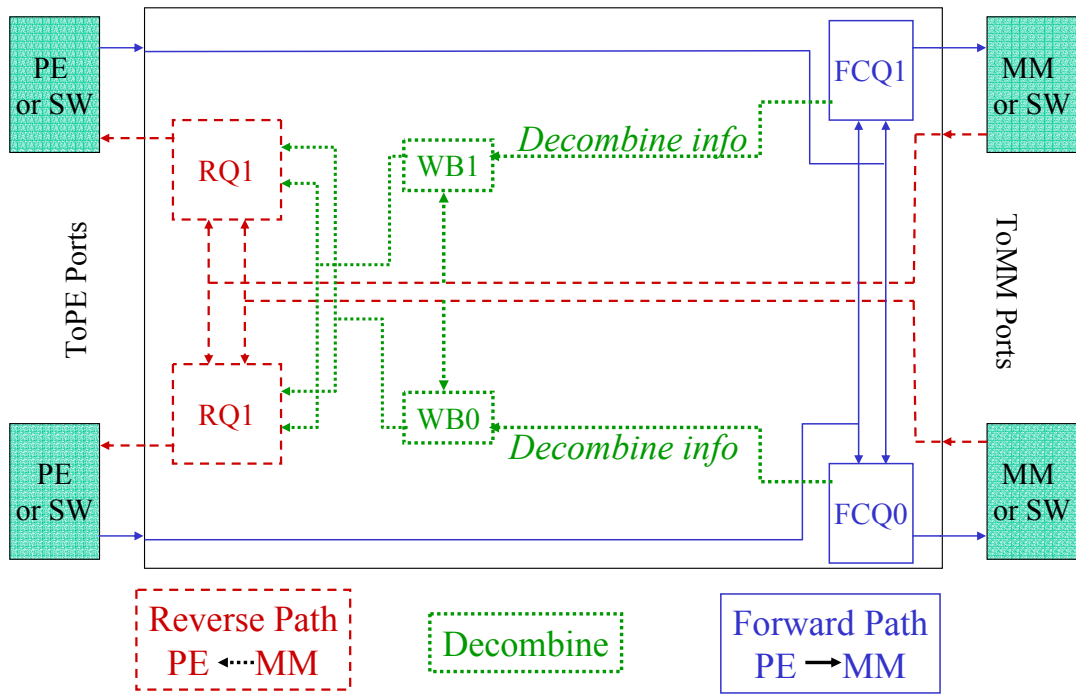 PE
or SW
FCQ1
MM
or SW
RQ1
WB1
Decombine info
ToPE Ports
ToMM Ports
RQ1
WB0
Decombine info
PE
or SW
FCQ0
MM
or SW
Reverse Path
PE MM
Decombine
Forward Path
PE MM